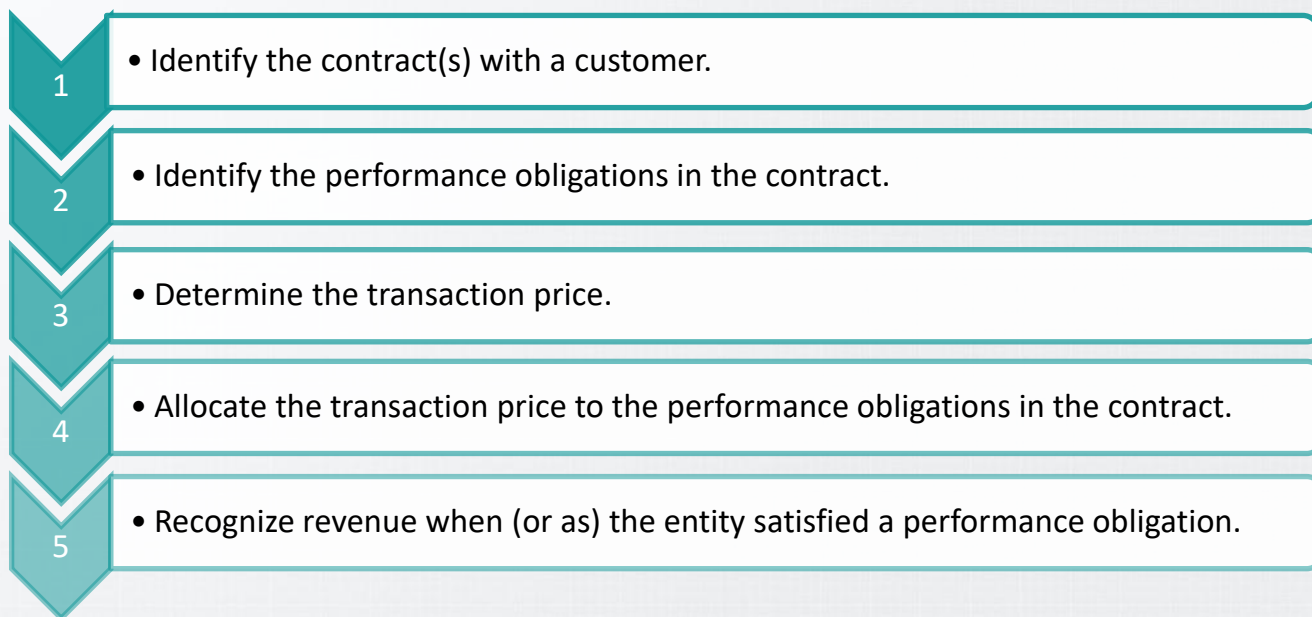 1
• Identify the contract(s) with a customer.
2
• Identify the performance obligations in the contract.
3
• Determine the transaction price.
4
• Allocate the transaction price to the performance obligations in the contract.
5
• Recognize revenue when (or as) the entity satisfied a performance obligation.